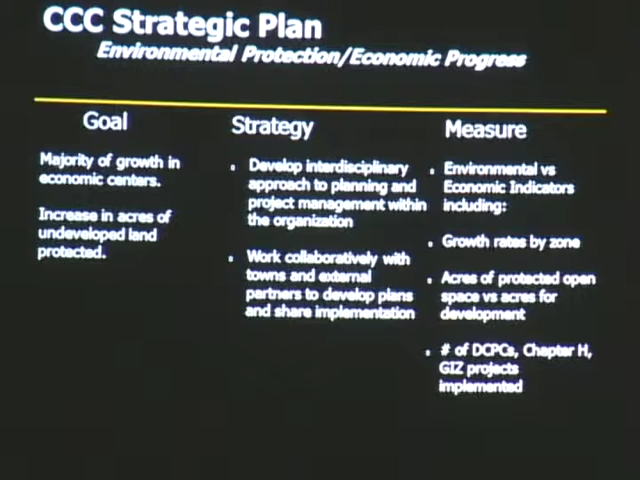 CCC Strategic Plan
Environmental Protection/Economic Progress
Goal
Majority of growth in
economic centers.
Increase in acres of
undeveloped land
protected.
Strategy
Develop interdisciplinary
approach to planning and
project management within
the organization
Work collaboratively with
towns and external
partners to develop plans
and share implementation
Measure
Environmental vs
Economic Indicators
including:
Growth rates by zone
Acres of protected open
space vs acres for
development
# of DCPCs, Chapter H,
GIZ projects
implemented